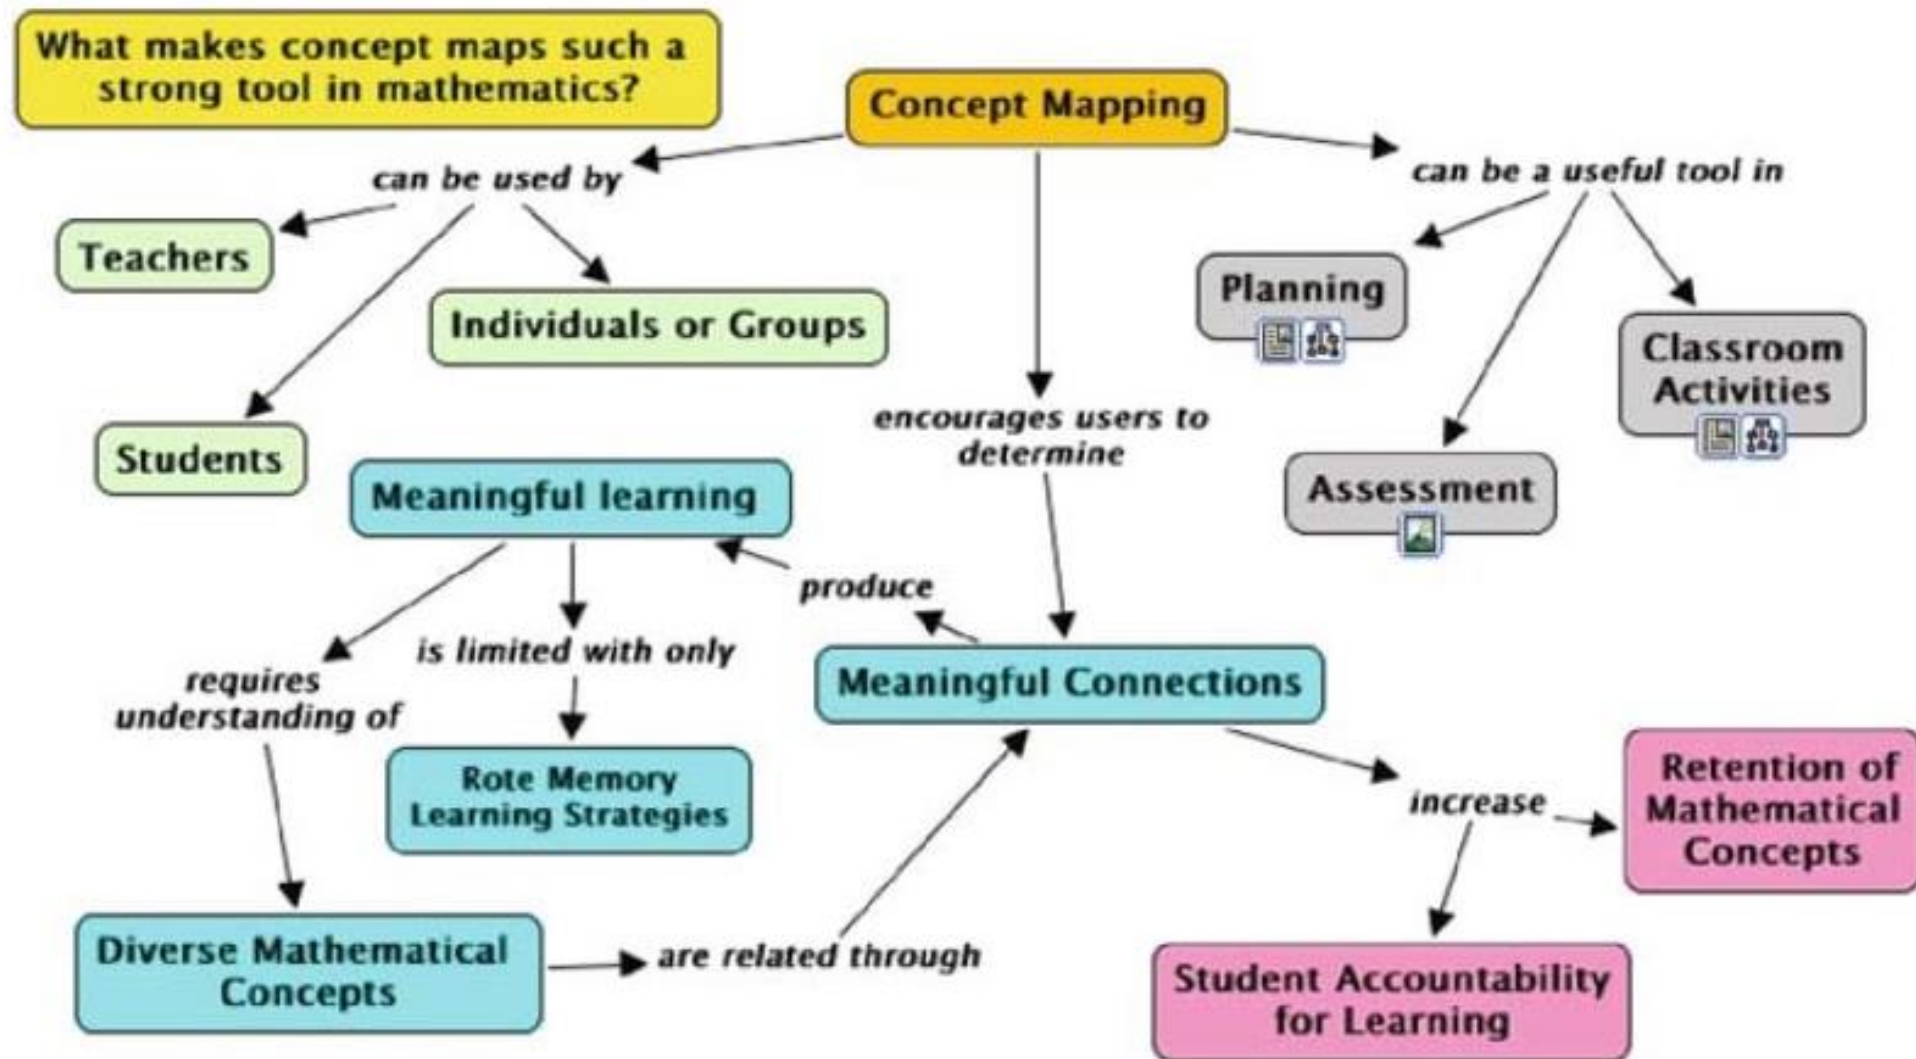 What makes concept maps such a
strong tool in mathematics?
Concept Mapping
can be used by
can be a useful tool in
Teachers
Individuals or Groups
Students
Planning
Classroom
Activities
Assessment
encourages users to
determine
Meaningful learning
produce
is limited with only
requires
understanding of
Meaningful Connections
Rote Memory
Learning Strategies
increase
Retention of
Mathematical
Concepts
Diverse Mathematical
Concepts
are related through
Student Accountability
for Learning